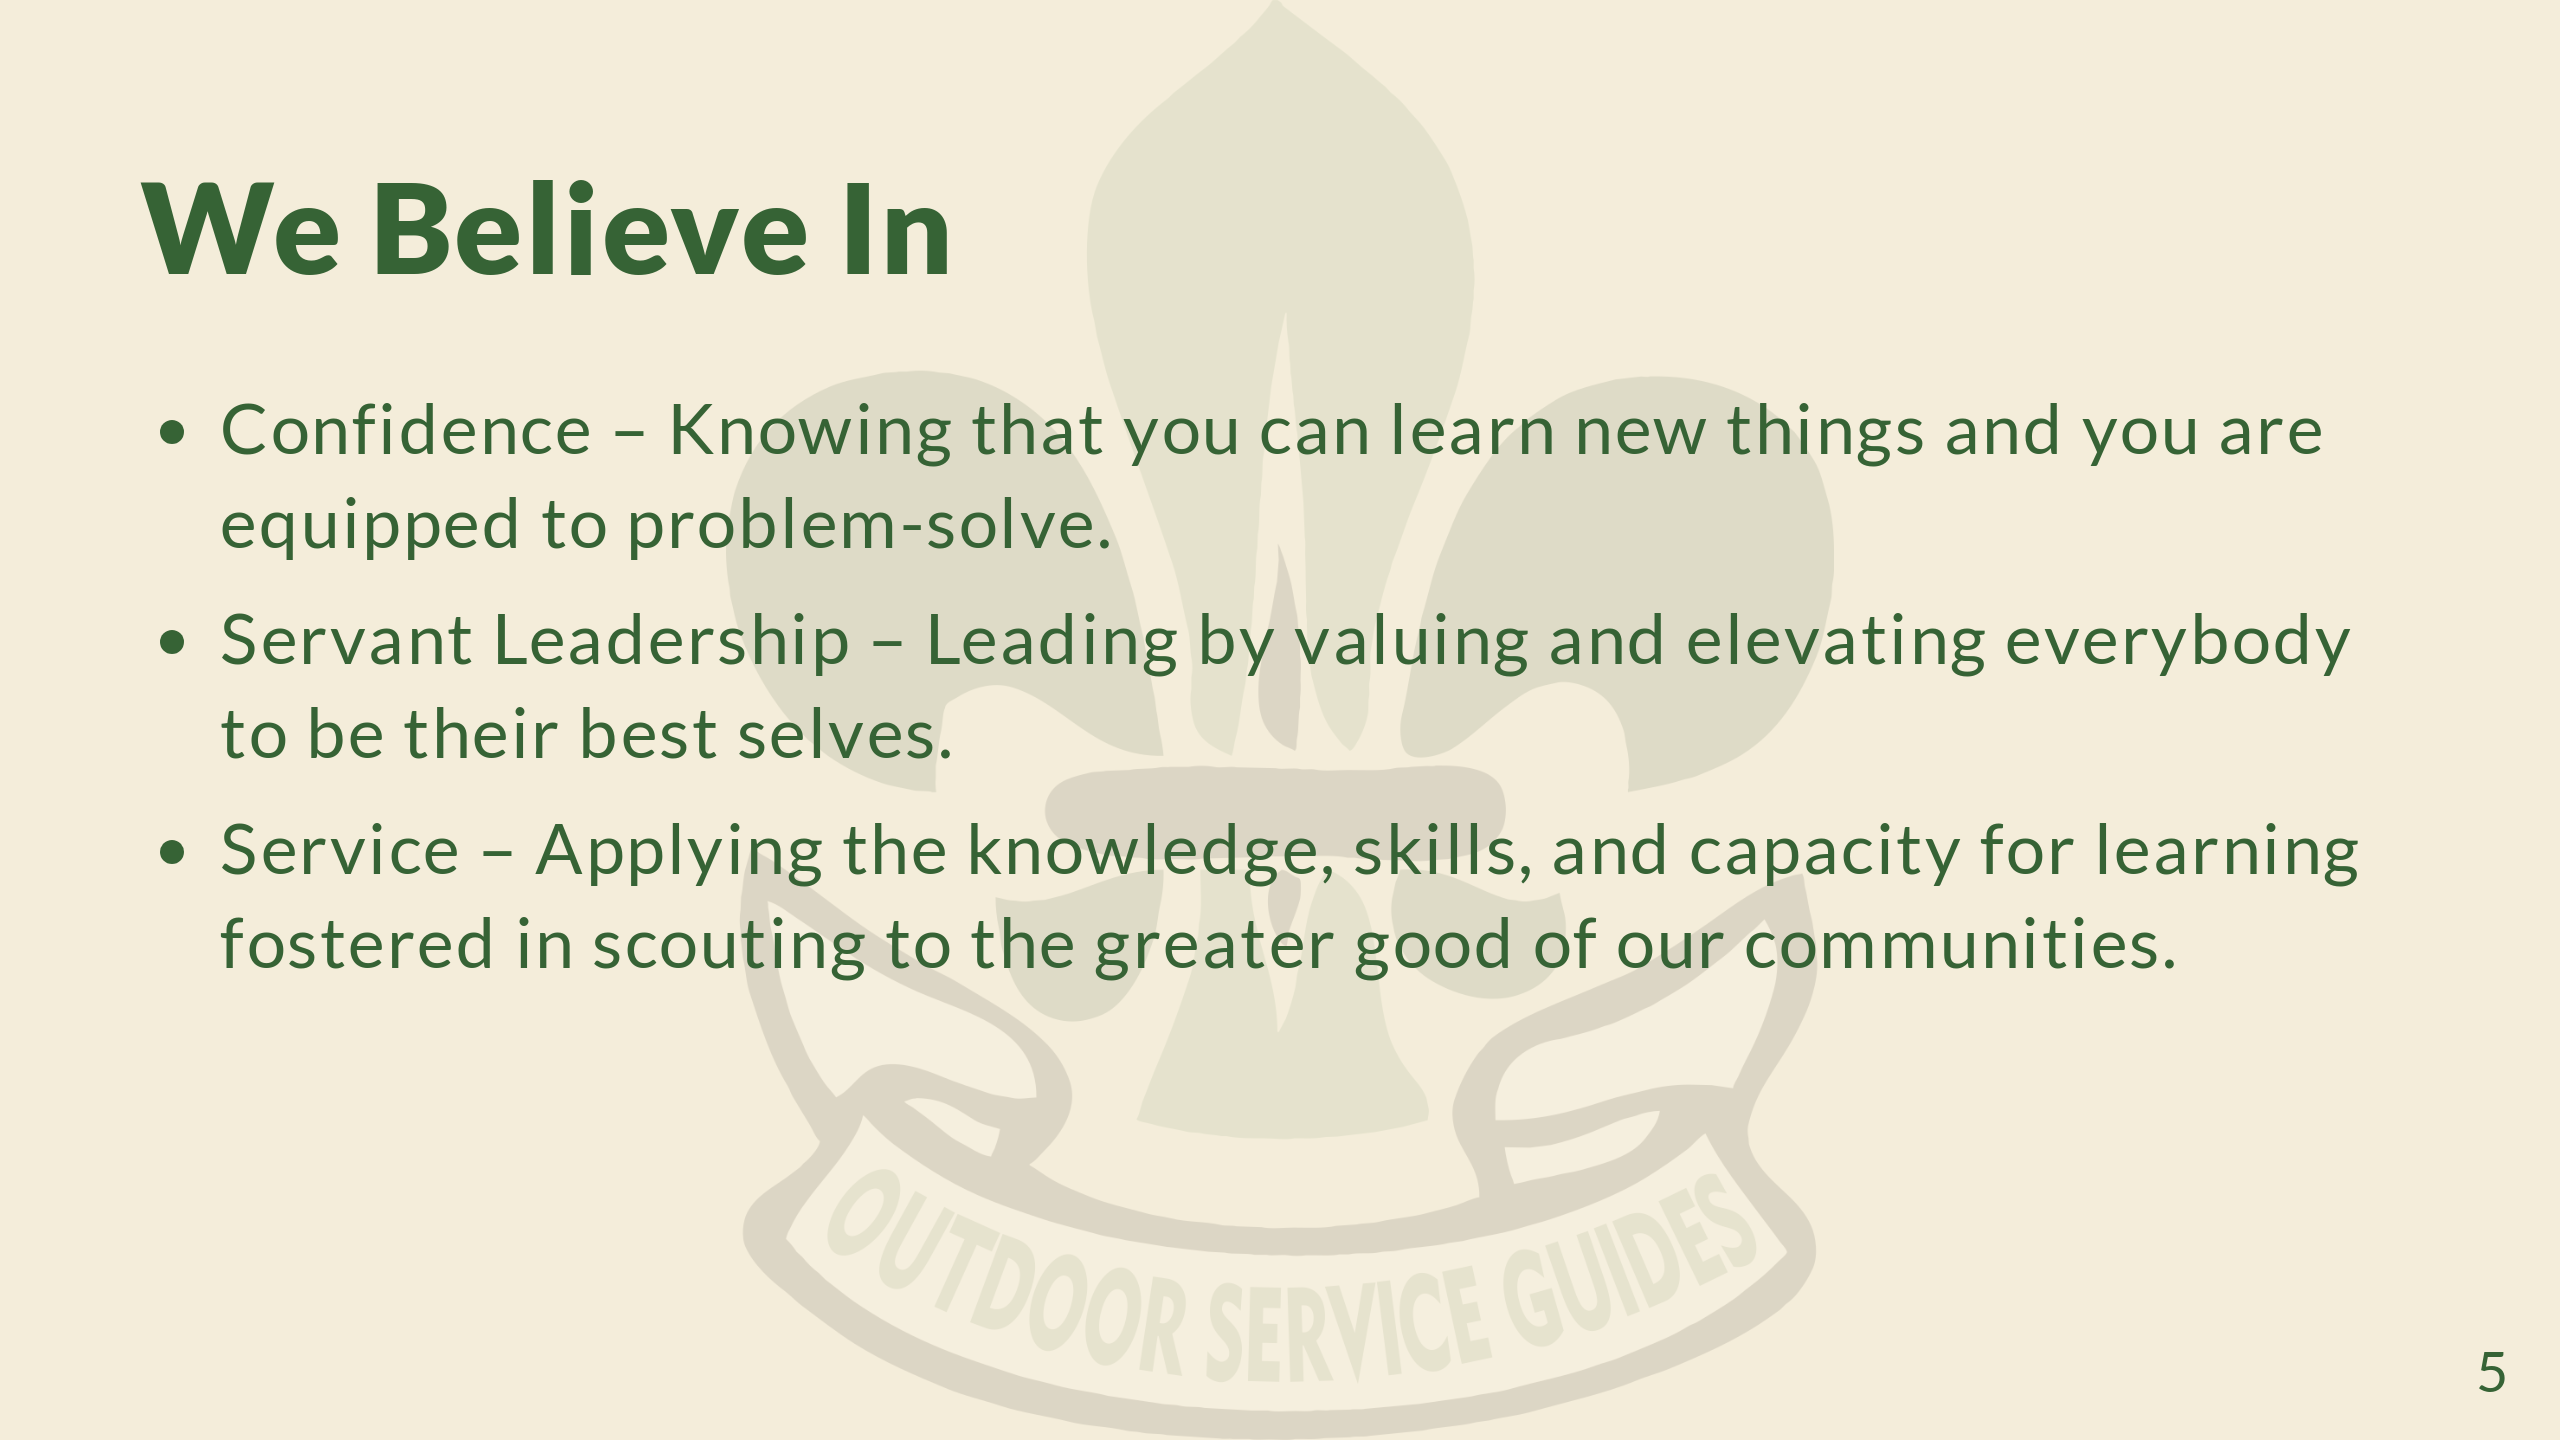 We Believe In
• Confidence – Knowing that you can learn new things and you are
equipped to problem-solve.
• Servant Leadership – Leading by valuing and elevating everybody
to be their best selves.
• Service – Applying the knowledge, skills, and capacity for learning
fostered in scouting to the greater good of our communities.
OUTDOOR SERVICE GUIDES
5